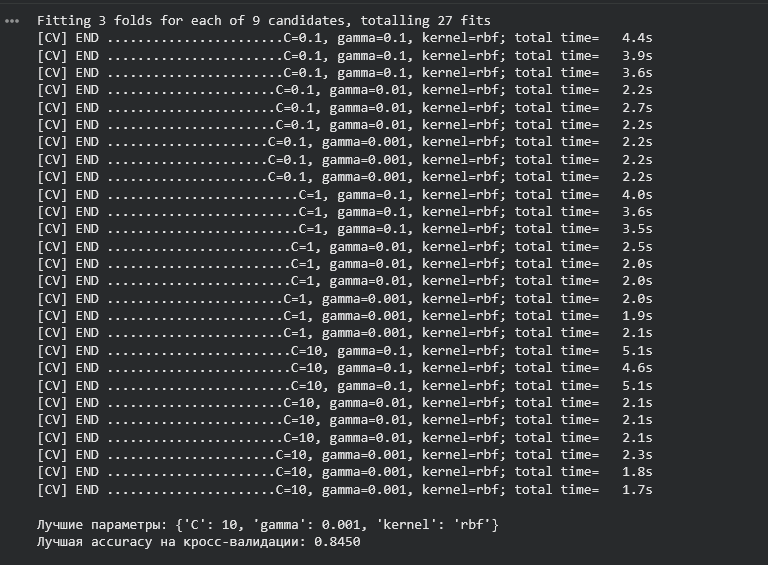 Fitting 3 folds for each of 9 candidates, totalling 27 fits
[CV] END .......................C=0.1, gamma=0.1, kernel=rbf; total time=   4.4s
[CV] END .......................C=0.1, gamma=0.1, kernel=rbf; total time=   3.9s
[CV] END .......................C=0.1, gamma=0.1, kernel=rbf; total time=   3.6s
[CV] END ......................C=0.1, gamma=0.01, kernel=rbf; total time=   2.2s
[CV] END ......................C=0.1, gamma=0.01, kernel=rbf; total time=   2.7s
[CV] END ......................C=0.1, gamma=0.01, kernel=rbf; total time=   2.2s
[CV] END .....................C=0.1, gamma=0.001, kernel=rbf; total time=   2.2s
[CV] END .....................C=0.1, gamma=0.001, kernel=rbf; total time=   2.2s
[CV] END .....................C=0.1, gamma=0.001, kernel=rbf; total time=   2.2s
[CV] END .........................C=1, gamma=0.1, kernel=rbf; total time=   4.0s
[CV] END .........................C=1, gamma=0.1, kernel=rbf; total time=   3.6s
[CV] END .........................C=1, gamma=0.1, kernel=rbf; total time=   3.5s
[CV] END ........................C=1, gamma=0.01, kernel=rbf; total time=   2.5s
[CV] END ........................C=1, gamma=0.01, kernel=rbf; total time=   2.0s
[CV] END ........................C=1, gamma=0.01, kernel=rbf; total time=   2.0s
[CV] END .......................C=1, gamma=0.001, kernel=rbf; total time=   2.0s
[CV] END .......................C=1, gamma=0.001, kernel=rbf; total time=   1.9s
[CV] END .......................C=1, gamma=0.001, kernel=rbf; total time=   2.1s
[CV] END ........................C=10, gamma=0.1, kernel=rbf; total time=   5.1s
[CV] END ........................C=10, gamma=0.1, kernel=rbf; total time=   4.6s
[CV] END ........................C=10, gamma=0.1, kernel=rbf; total time=   5.1s
[CV] END .......................C=10, gamma=0.01, kernel=rbf; total time=   2.1s
[CV] END .......................C=10, gamma=0.01, kernel=rbf; total time=   2.1s
[CV] END .......................C=10, gamma=0.01, kernel=rbf; total time=   2.1s
[CV] END ......................C=10, gamma=0.001, kernel=rbf; total time=   2.3s
[CV] END ......................C=10, gamma=0.001, kernel=rbf; total time=   1.8s
[CV] END ......................C=10, gamma=0.001, kernel=rbf; total time=   1.7s
Лучшие параметры: {'C': 10, 'gamma': 0.001, 'kernel': 'rbf'}
Лучшая accuracy на кросс-валидации: 0.8450